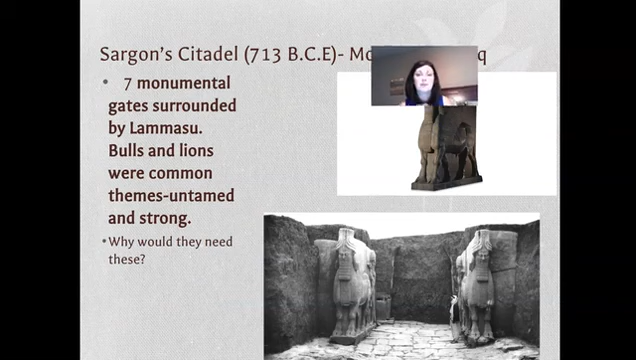 Sargon's Citadel (713 B.C.E)-
• 7 monumental
gates surrounded
by Lammasu.
Bulls and lions
were common
themes-untamed
and strong.
•Why would they need
these?